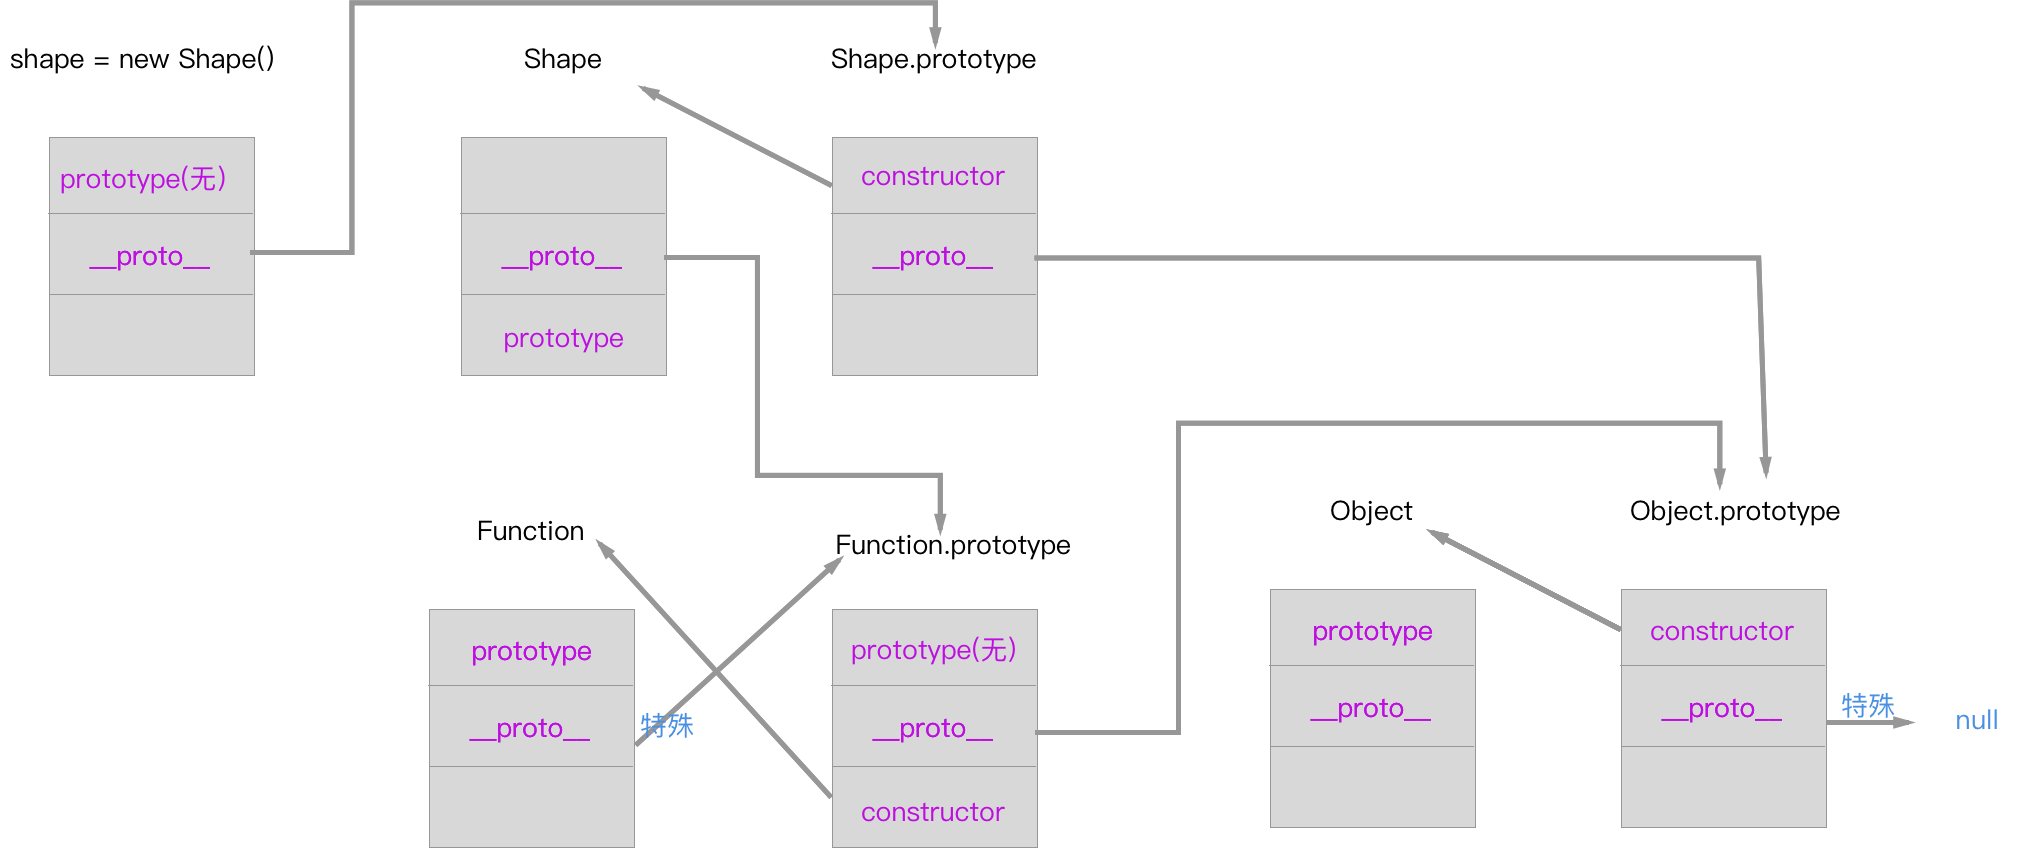 shape = new Shape()
Shape
Shape.prototype
prototype(无)
__proto__
__proto__
prototype
constructor
__proto__
Function
Function.prototype
Object
Object.prototype
prototype
__proto__
特殊
prototype(无)
__proto__
constructor
prototype
__proto__
constructor
__proto__
特殊
null